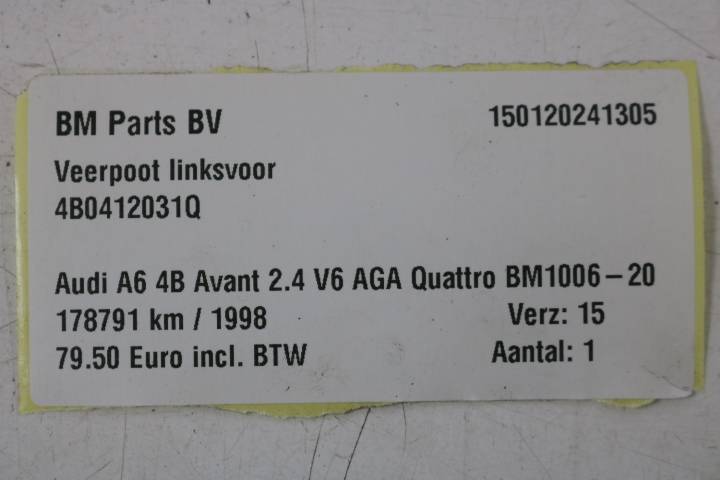 BM Parts BV 150120241305
Veerpoot linksvoor
4B0412031Q
Audi A6 4B Avant 2.4 V6 AGA Quattro BM1006-20
178791 km / 1998 Verz: 15
79.50 Euro incl. BTW Aantal: 1